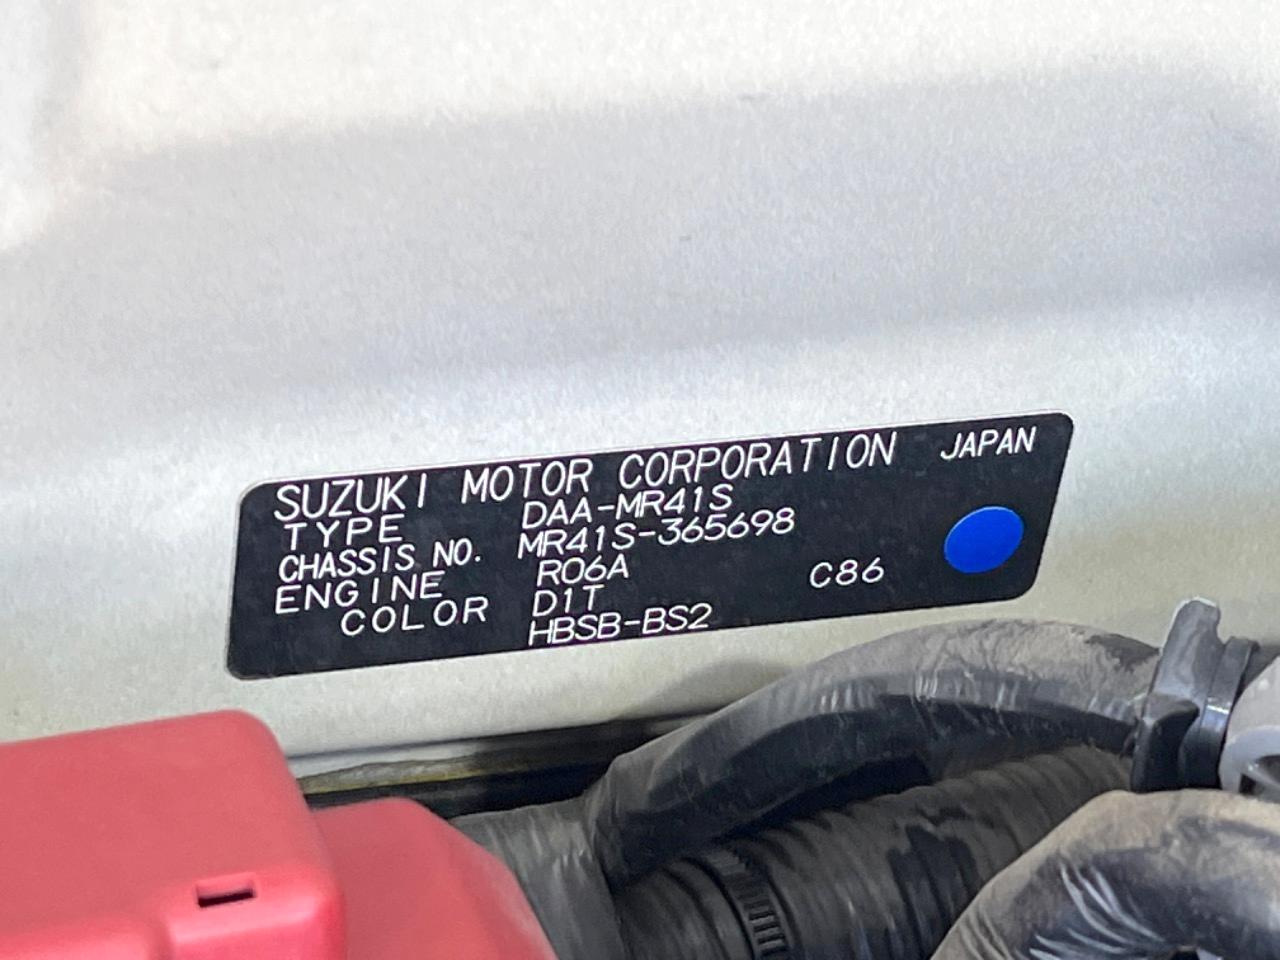 SUZUKI MOTOR CORPORATION JAPAN
TYPE DAA-MR41S
CHASSIS NO. MR41S-365698
ENGINE R06A
COLOR D1T C86
HBSB-BS2